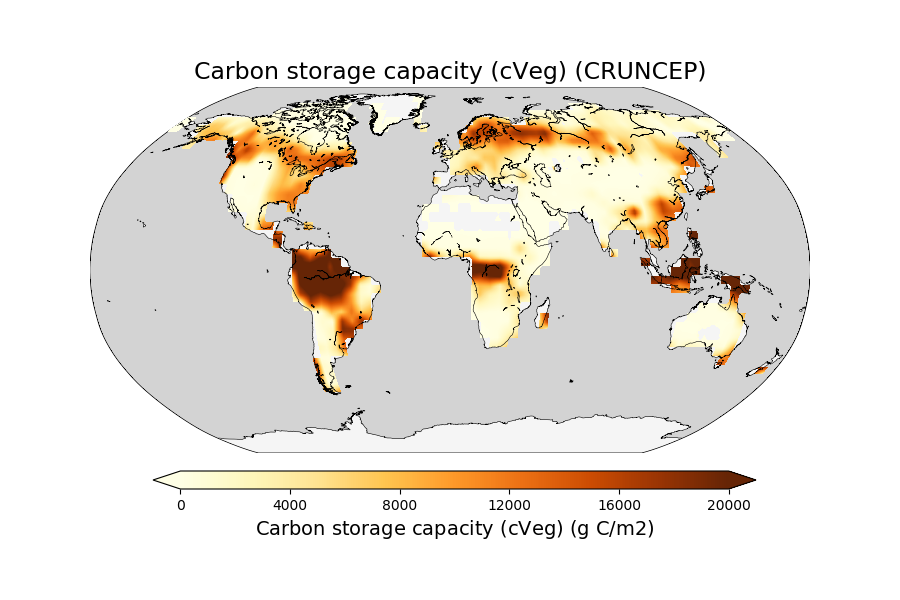 Carbon storage capacity (cVeg) (CRUNCEP)
0 4000 8000 12000 16000 20000
Carbon storage capacity (cVeg) (g C/m2)